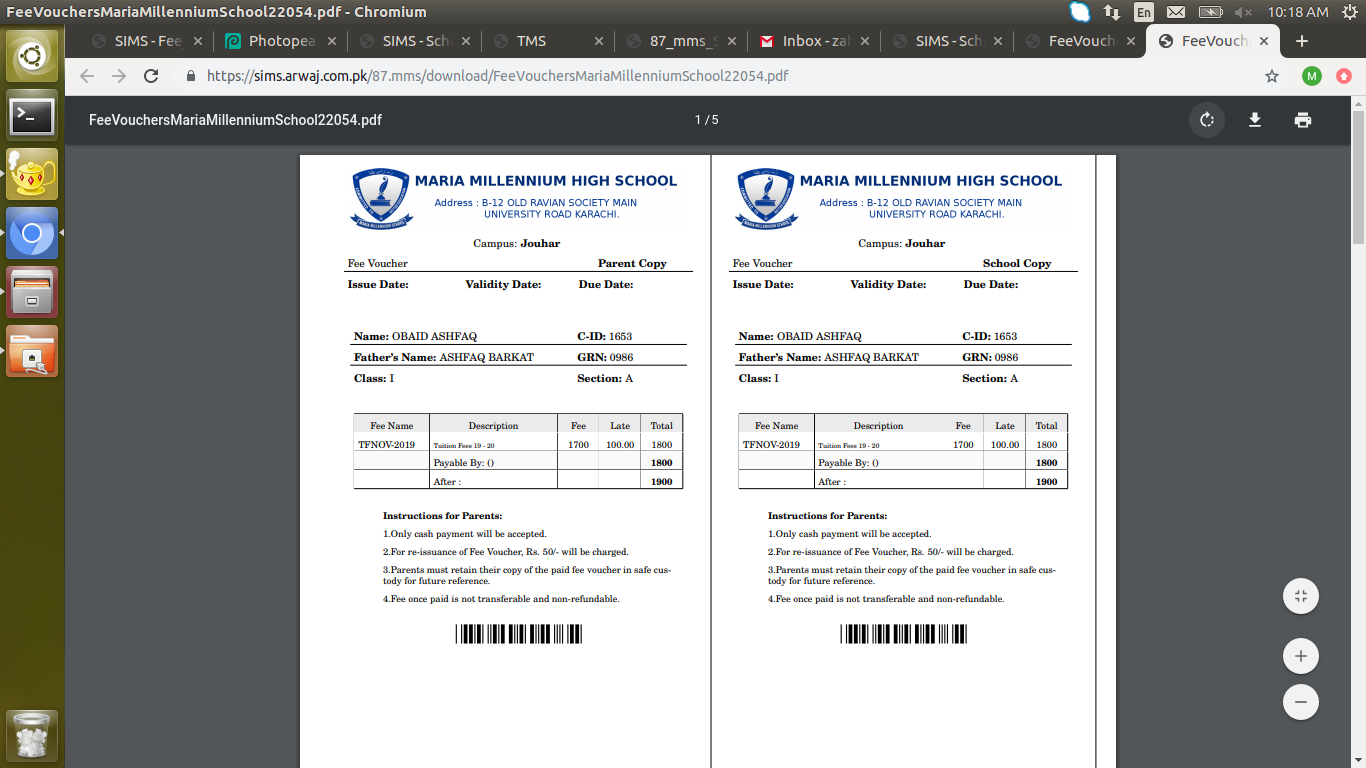 FeeVouchersMariaMillenniumSchool22054.pdf - Chromium
En
10:18 AM
SIMS - Fee
Photopea
SIMS - Sch
TMS
87_mms_S
Inbox - zal
SIMS - Sch
FeeVouch
FeeVouch
https://sims.arwaj.com.pk/87.mms/download/FeeVouchersMariaMillenniumSchool22054.pdf
M
FeeVouchersMariaMillenniumSchool22054.pdf
1 / 5
MARIA MILLENNIUM HIGH SCHOOL
Address : B-12 OLD RAVIAN SOCIETY MAIN
UNIVERSITY ROAD KARACHI.
Campus: Jouhar
Fee Voucher Parent Copy
Issue Date: Validity Date: Due Date:
Name: OBAID ASHFAQ C-ID: 1653
Father's Name: ASHFAQ BARKAT GRN: 0986
Class: I Section: A
Fee Name Description Fee Late Total
TFNOV-2019 Tuition Fees 19 - 20 1700 100.00 1800
Payable By: () 1800
After : 1900
Instructions for Parents:
1.Only cash payment will be accepted.
2.For re-issuance of Fee Voucher, Rs. 50/- will be charged.
3.Parents must retain their copy of the paid fee voucher in safe cus-
tody for future reference.
4.Fee once paid is not transferable and non-refundable.
MARIA MILLENNIUM HIGH SCHOOL
Address : B-12 OLD RAVIAN SOCIETY MAIN
UNIVERSITY ROAD KARACHI.
Campus: Jouhar
Fee Voucher School Copy
Issue Date: Validity Date: Due Date:
Name: OBAID ASHFAQ C-ID: 1653
Father's Name: ASHFAQ BARKAT GRN: 0986
Class: I Section: A
Fee Name Description Fee Late Total
TFNOV-2019 Tuition Fees 19 - 20 1700 100.00 1800
Payable By: () 1800
After : 1900
Instructions for Parents:
1.Only cash payment will be accepted.
2.For re-issuance of Fee Voucher, Rs. 50/- will be charged.
3.Parents must retain their copy of the paid fee voucher in safe cus-
tody for future reference.
4.Fee once paid is not transferable and non-refundable.